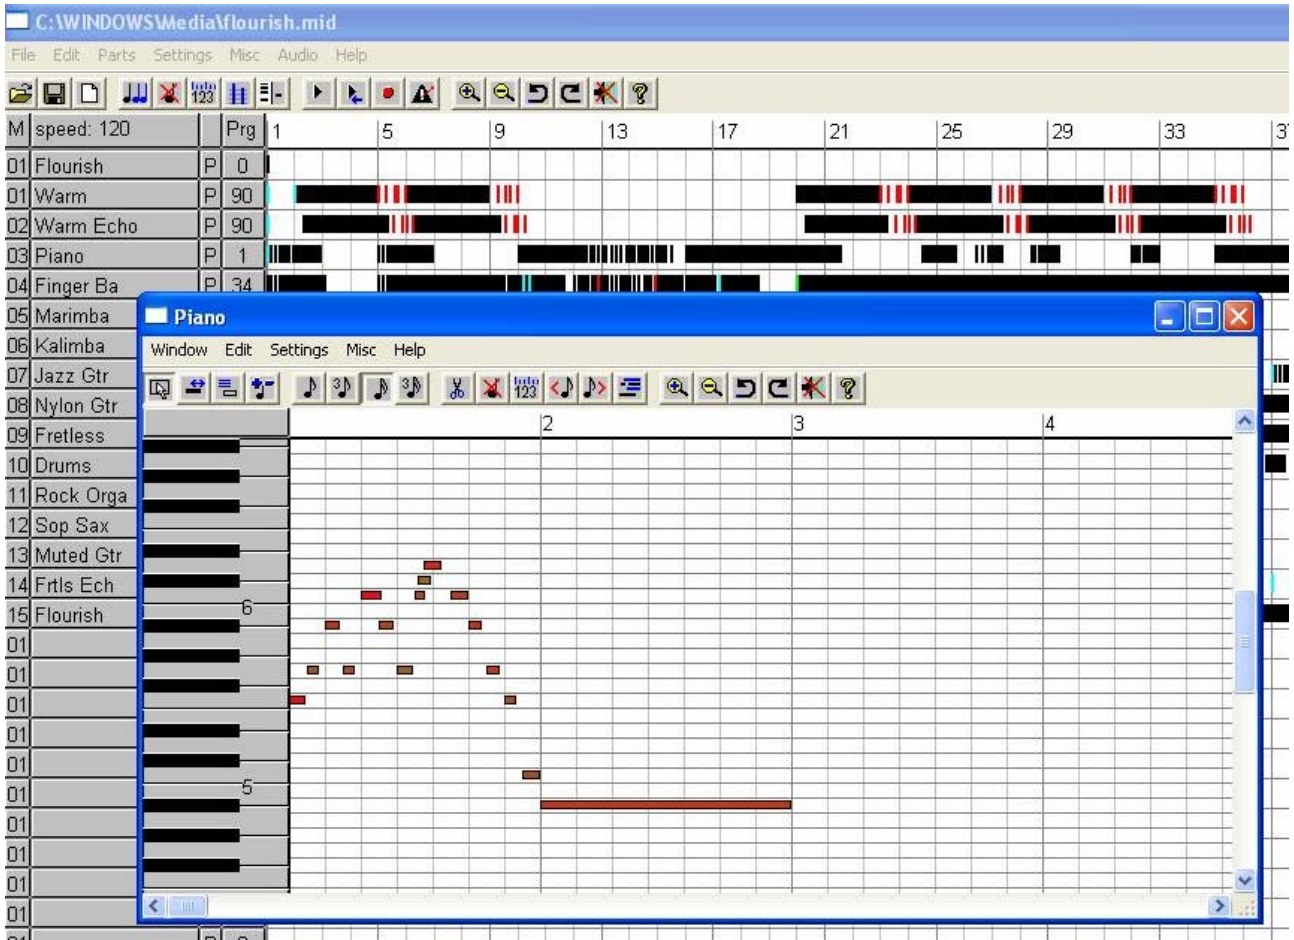 C:\WINDOWS\Media\flourish.mid
File Edit Parts Settings Misc Audio Help
123
M speed: 120 Prg 1 5 9 13 17 21 25 29 33
01 Flourish P 0
01 Warm P 90
02 Warm Echo P 90
03 Piano P 1
04 Finger Ba P 34
05 Marimba
06 Kalimba
07 Jazz Gtr
08 Nylon Gtr
09 Fretless
10 Drums
11 Rock Orga
12 Sop Sax
13 Muted Gtr
14 Frtls Ech
15 Flourish
01
01
01
01
01
01
01
01
01
01
Piano
Window Edit Settings Misc Help
3 3 123
2 3 4
6
5